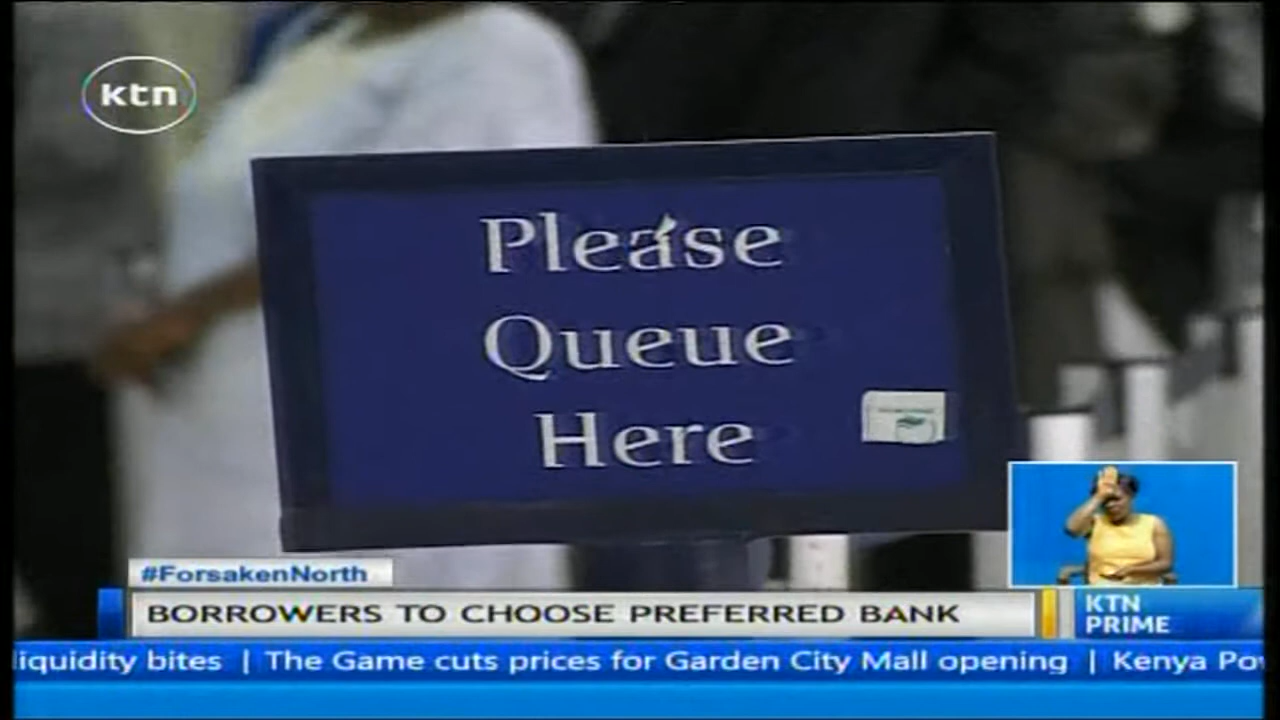 ktn
Please
Queue
Here
#ForsakenNorth
BORROWERS TO CHOOSE PREFERRED BANK
KTN
PRIME
liquidity bites | The Game cuts prices for Garden City Mall opening | Kenya